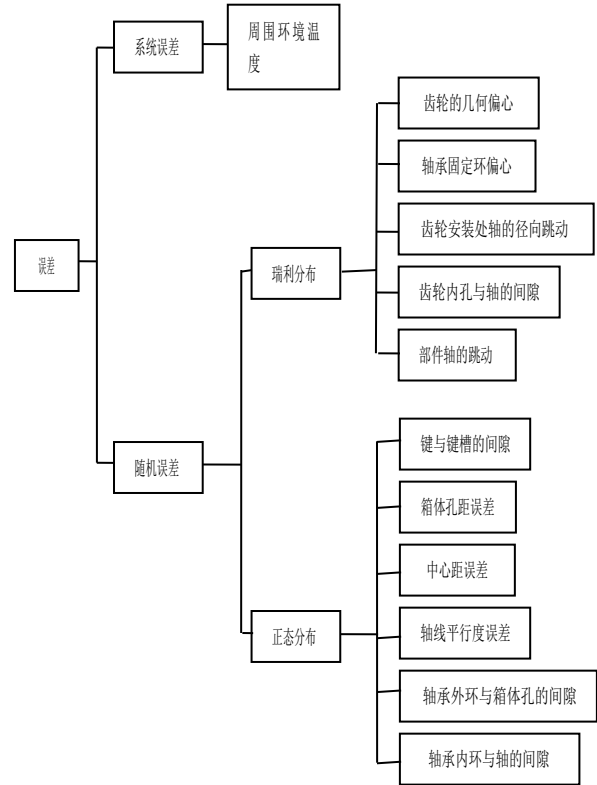 误差
系统误差
周围环境温
度
随机误差
瑞利分布
齿轮的几何偏心
轴承固定环偏心
齿轮安装处轴的径向跳动
齿轮内孔与轴的间隙
部件轴的跳动
正态分布
键与键槽的间隙
箱体孔距误差
中心距误差
轴线平行度误差
轴承外环与箱体孔的间隙
轴承内环与轴的间隙